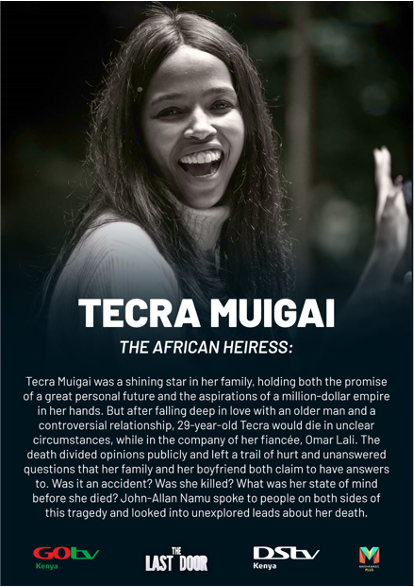 TECRA MUIGAI
THE AFRICAN HEIRESS:
Tecra Muigai was a shining star in her family, holding both the promise
of a great personal future and the aspirations of a million-dollar empire
in her hands. But after falling deep in love with an older man and a
controversial relationship, 29-year-old Tecra would die in unclear
circumstances, while in the company of her fiancée, Omar Lali. The
death divided opinions publicly and left a trail of hurt and unanswered
questions that her family and her boyfriend both claim to have answers
to. Was it an accident? Was she killed? What was her state of mind
before she died? John-Allan Namu spoke to people on both sides of
this tragedy and looked into unexplored leads about her death.
GOtv
Kenya
THE
LAST DOOR
DStv
Kenya